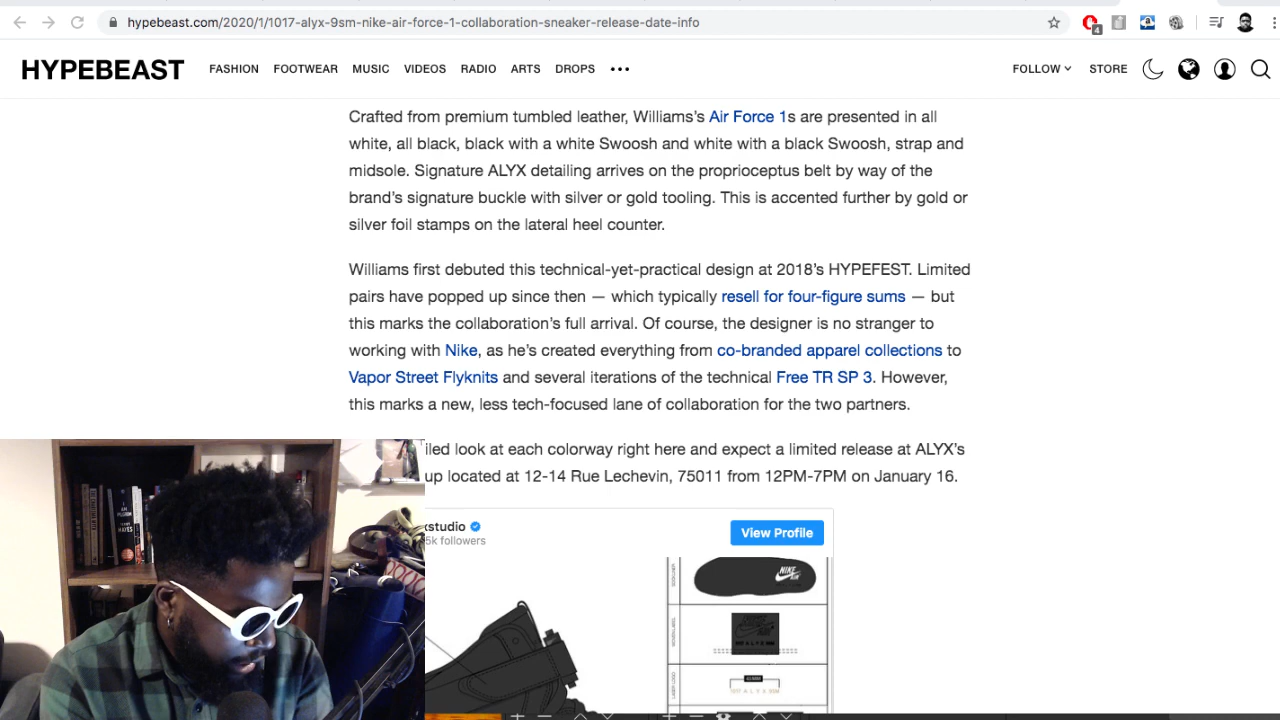 hypebeast.com/2020/1/1017-alyx-9sm-nike-air-force-1-collaboration-sneaker-release-date-info
4
HYPEBEAST FASHION FOOTWEAR MUSIC VIDEOS RADIO ARTS DROPS ••• FOLLOW STORE
Crafted from premium tumbled leather, Williams’s Air Force 1s are presented in all
white, all black, black with a white Swoosh and white with a black Swoosh, strap and
midsole. Signature ALYX detailing arrives on the proprioceptus belt by way of the
brand’s signature buckle with silver or gold tooling. This is accented further by gold or
silver foil stamps on the lateral heel counter.
Williams first debuted this technical-yet-practical design at 2018’s HYPEFEST. Limited
pairs have popped up since then — which typically resell for four-figure sums — but
this marks the collaboration’s full arrival. Of course, the designer is no stranger to
working with Nike, as he’s created everything from co-branded apparel collections to
Vapor Street Flyknits and several iterations of the technical Free TR SP 3. However,
this marks a new, less tech-focused lane of collaboration for the two partners.
iled look at each colorway right here and expect a limited release at ALYX’s
up located at 12-14 Rue Lechevin, 75011 from 12PM-7PM on January 16.
xstudio
5k followers
View Profile
NIKE
AIR